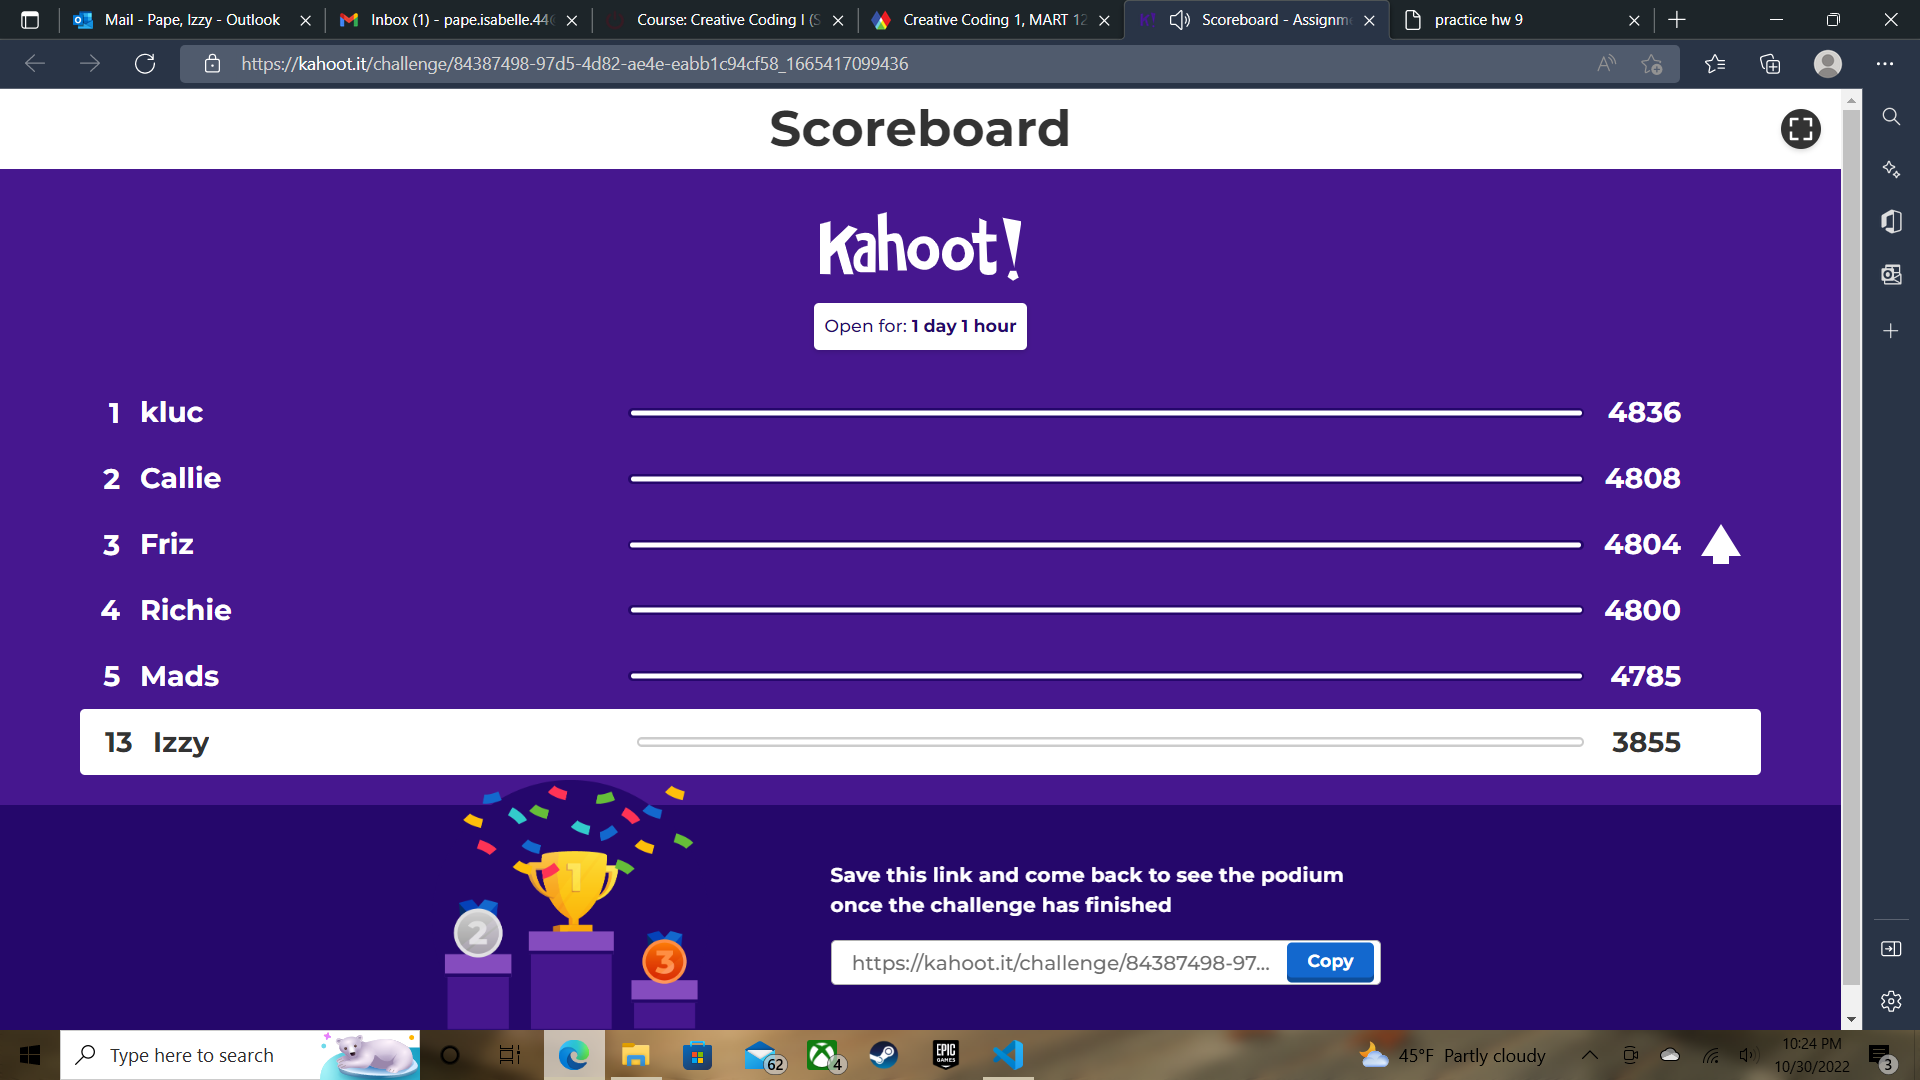 Mail - Pape, Izzy - Outlook
Inbox (1) - pape.isabelle.44@
Course: Creative Coding I (S
Creative Coding 1, MART 12
Scoreboard - Assignme
practice hw 9
https://kahoot.it/challenge/84387498-97d5-4d82-ae4e-eabb1c94cf58_1665417099436
Scoreboard
Kahoot!
Open for: 1 day 1 hour
1 kluc 4836
2 Callie 4808
3 Friz 4804
4 Richie 4800
5 Mads 4785
13 Izzy 3855
1
2
3
Save this link and come back to see the podium
once the challenge has finished
https://kahoot.it/challenge/84387498-97... Copy
Type here to search
62
4
EPIC
GAMES
45°F Partly cloudy
10:24 PM
10/30/2022
3